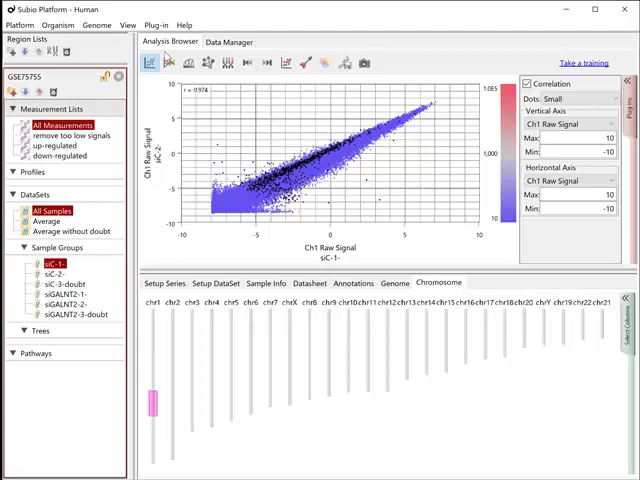 Subio Platform - Human
Platform Organism Genome View Plug-in Help
Region Lists
GSE75755
Measurement Lists
All Measurements
remove too low signals
up-regulated
down-regulated
Profiles
DataSets
All Samples
Average
Average without doubt
Sample Groups
siC-1-
siC-2-
siC-3-doubt
siGALNT2-1-
siGALNT2-2-
siGALNT2-3-doubt
Trees
Pathways
Analysis Browser Data Manager
Take a training
r = 0.974
Ch1 Raw Signal
siC-2-
10
5
0
-5
-10
-10 -5 0 5 10
Ch1 Raw Signal
siC-1-
1.0E5
1,000
10
Correlation
Dots: Small
Vertical Axis
Ch1 Raw Signal
Max: 10
Min: -10
Horizontal Axis
Ch1 Raw Signal
Max: 10
Min: -10
Plug-ins
Setup Series Setup DataSet Sample Info Datasheet Annotations Genome Chromosome
chr1 chr2 chr3 chr4 chr5 chr6 chr7 chrX chr8 chr9 chr10 chr11 chr12 chr13 chr14 chr15 chr16 chr17 chr18 chr20 chrY chr19 chr22 chr21
Select Columns